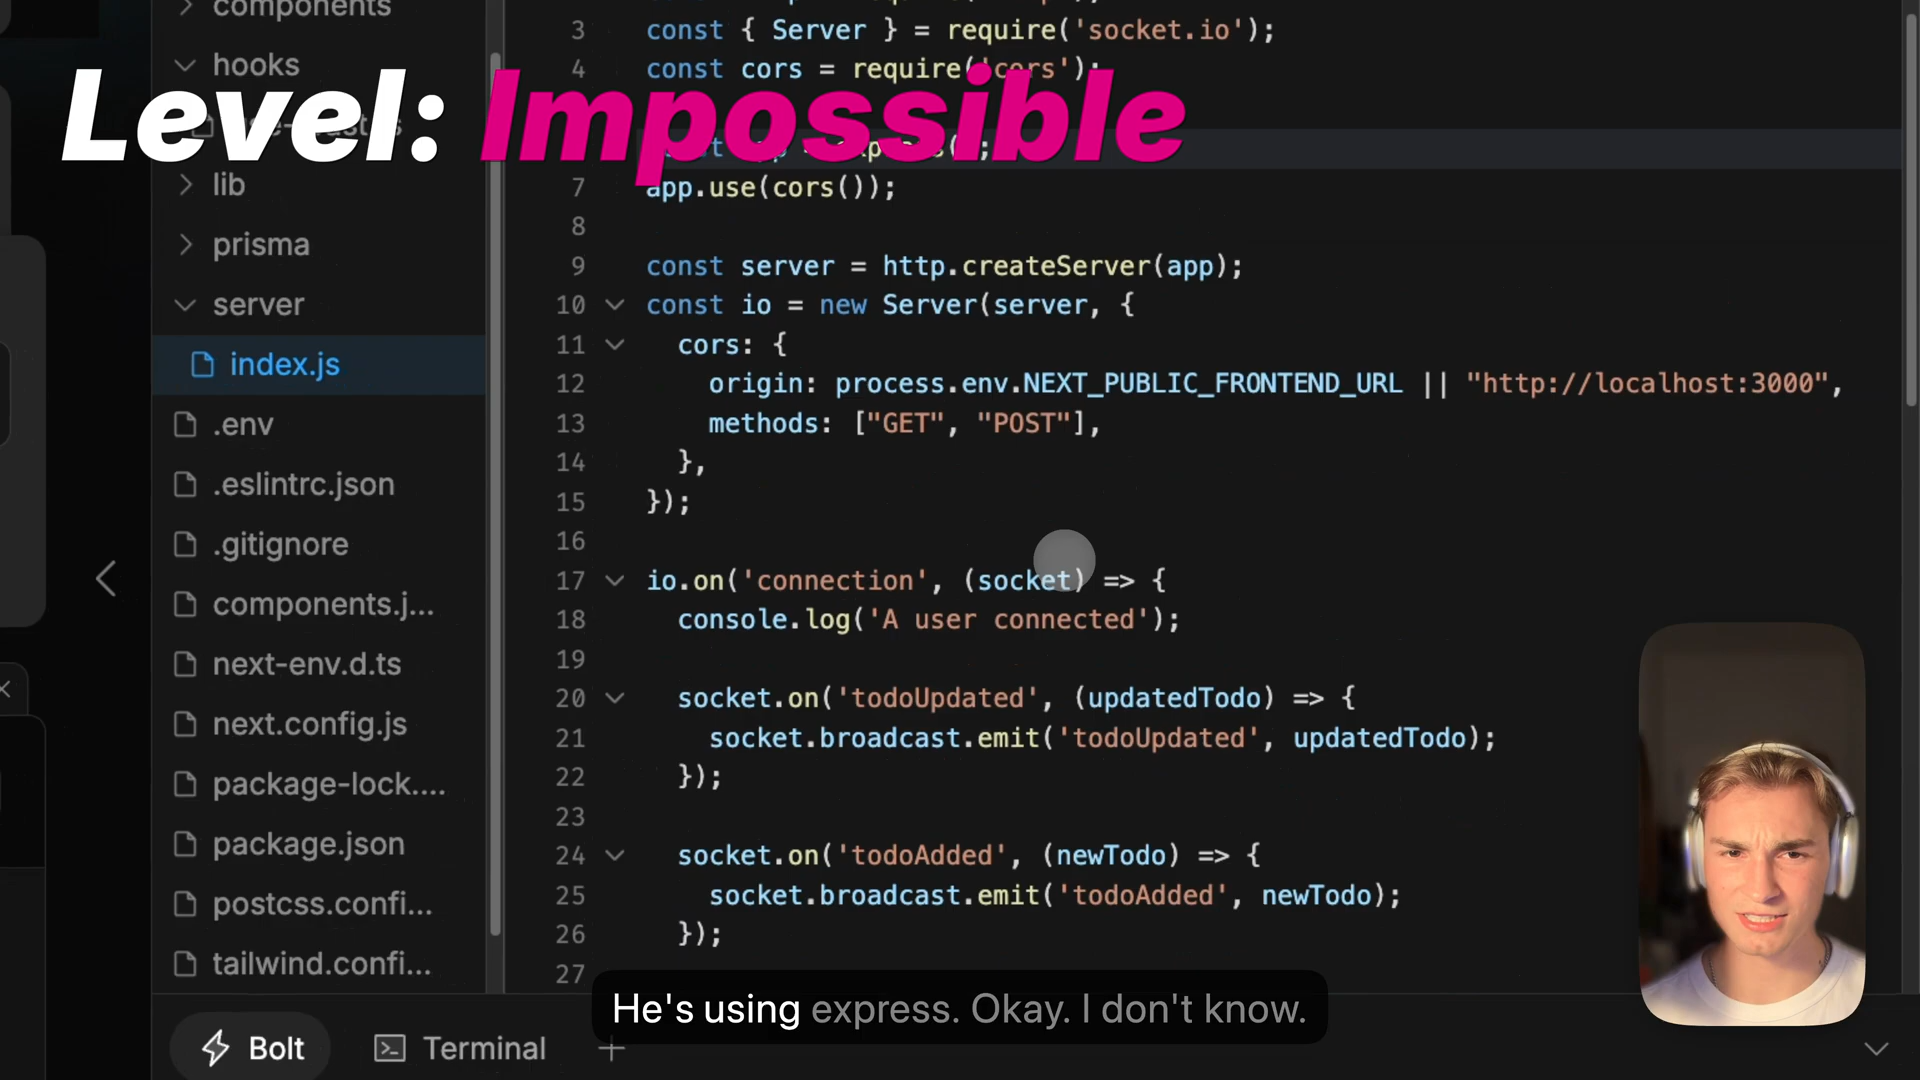 Level: Impossible
components
hooks
lib
prisma
server
index.js
.env
.eslintrc.json
.gitignore
components.j...
next-env.d.ts
next.config.js
package-lock....
package.json
postcss.confi...
tailwind.confi...
3 const { Server } = require('socket.io');
4 const cors = require('cors');
7 app.use(cors());
8
9 const server = http.createServer(app);
10 const io = new Server(server, {
11 cors: {
12 origin: process.env.NEXT_PUBLIC_FRONTEND_URL || "http://localhost:3000",
13 methods: ["GET", "POST"],
14 },
15 });
16
17 io.on('connection', (socket) => {
18 console.log('A user connected');
19
20 socket.on('todoUpdated', (updatedTodo) => {
21 socket.broadcast.emit('todoUpdated', updatedTodo);
22 });
23
24 socket.on('todoAdded', (newTodo) => {
25 socket.broadcast.emit('todoAdded', newTodo);
26 });
27
He's using express. Okay. I don't know.
Bolt
Terminal